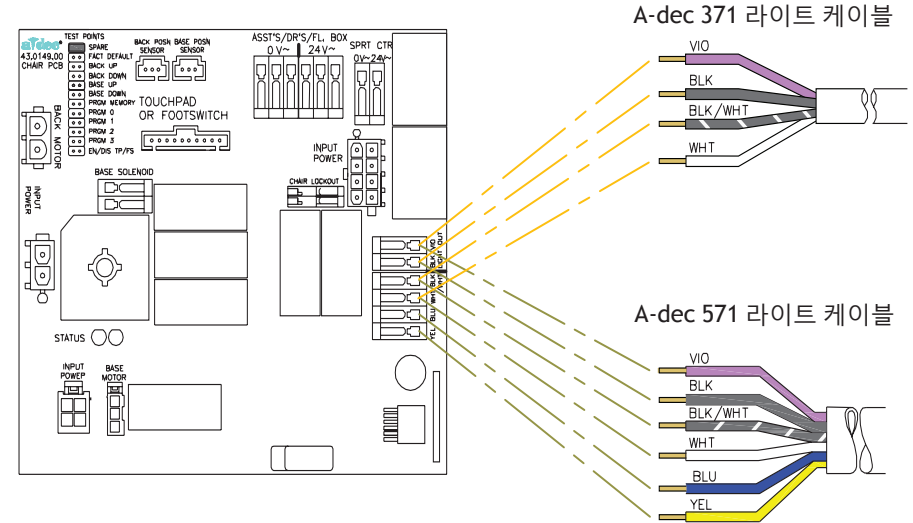 A-dec 371 라이트 케이블
VIO
BLK
BLK/WHT
WHT
A-dec 571 라이트 케이블
VIO
BLK
BLK/WHT
WHT
BLU
YEL
a-dec®
43.0149.00
CHAIR PCB
TEST POINTS
SPARE
FACT DEFAULT
BACK UP
BACK DOWN
BASE UP
BASE DOWN
PRGM MEMORY
PRGM 0
PRGM 1
PRGM 2
PRGM 3
EN/DIS TP/FS
BACK POSN SENSOR
BASE POSN SENSOR
TOUCHPAD
OR FOOTSWITCH
ASST'S/DR'S/FL. BOX
0 V~ 24V~
SPRT CTR
0V~24V~
BACK MOTOR
INPUT POWER
INPUT
POWER
CHAIR LOCKOUT
BASE SOLENOID
VIO
BLK
BLK/WHT
WHT
BLU
YEL
LIGHT OUT
STATUS
INPUT
POWEP
BASE
MOTOR